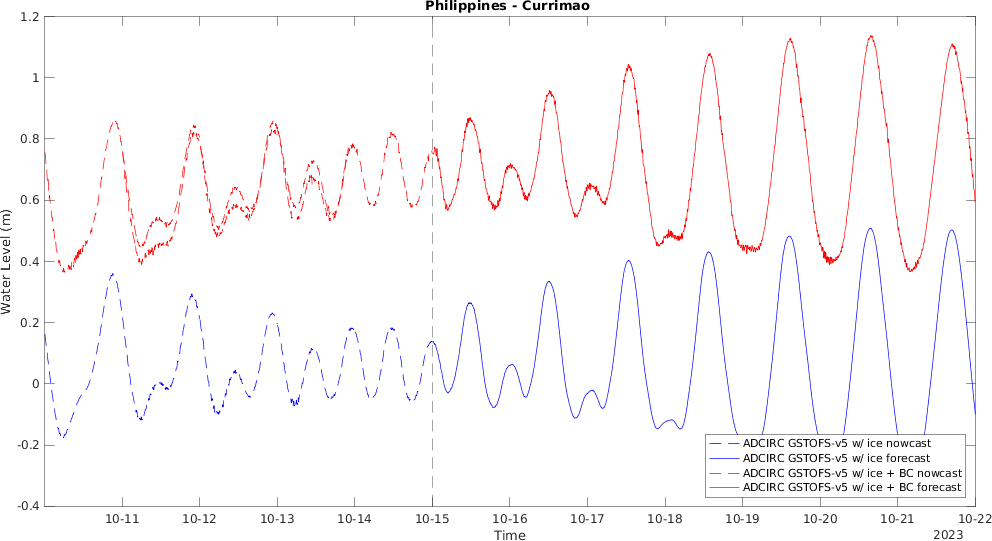 Philippines - Currimao
1.2
1
0.8
0.6
0.4
0.2
0
-0.2
-0.4
Water Level (m)
ADCIRC GSTOFS-v5 w/ ice nowcast
ADCIRC GSTOFS-v5 w/ ice forecast
ADCIRC GSTOFS-v5 w/ ice + BC nowcast
ADCIRC GSTOFS-v5 w/ ice + BC forecast
10-11 10-12 10-13 10-14 10-15 10-16 10-17 10-18 10-19 10-20 10-21 10-22
Time
2023